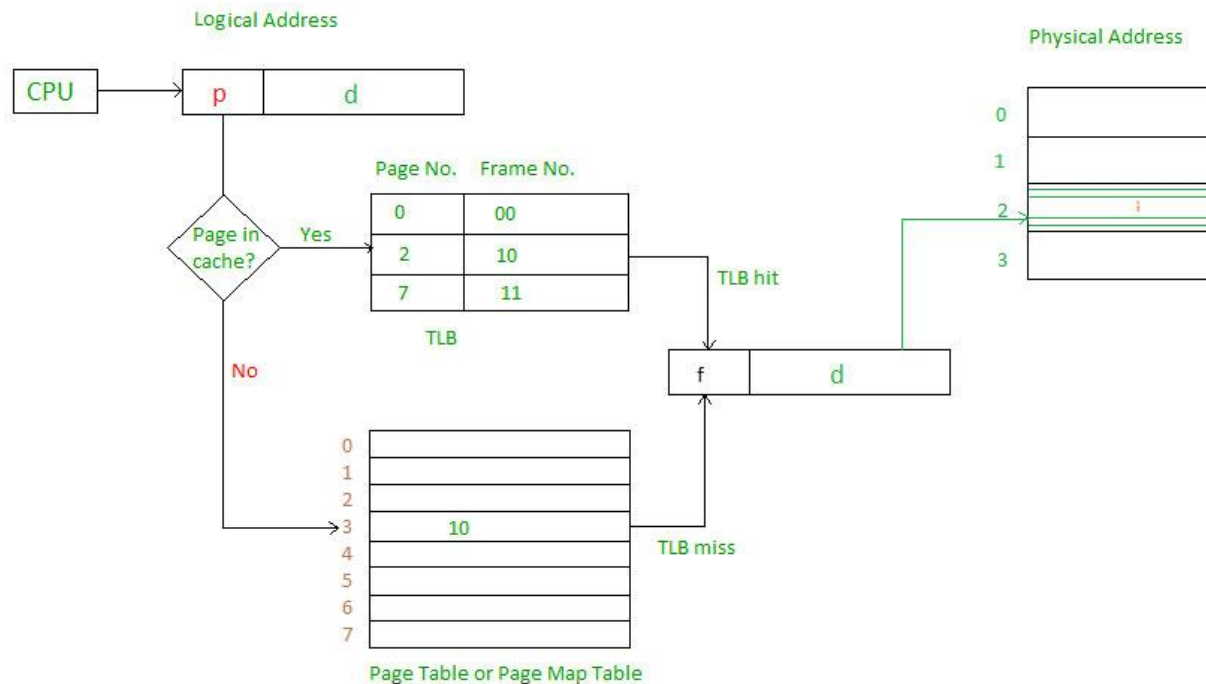 Logical Address
Physical Address
CPU
p d
0
1
2 i
3
Page No. Frame No.
0 00
2 10
7 11
TLB
Page in
cache?
Yes
No
TLB hit
f d
0
1
2
3 10
4
5
6
7
TLB miss
Page Table or Page Map Table